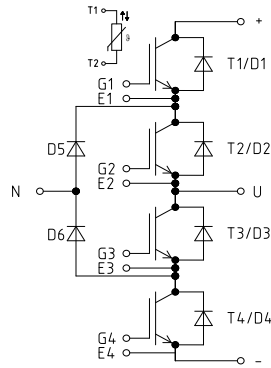 T1
+
ϑ
T2
G1
T1/D1
E1
D5
T2/D2
G2
E2
N
U
D6
T3/D3
G3
E3
T4/D4
G4
E4
−